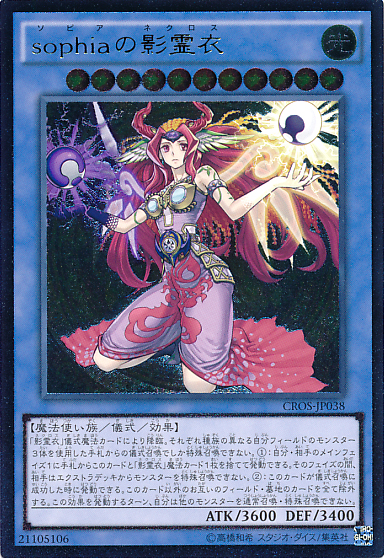 ソピア　ネクロス
sophiaの影霊衣
CROS-JP038
【魔法使い族／儀式／効果】
「影霊衣」儀式魔法カードにより降臨。それぞれ種族の異なる自分フィールドのモンスター
３体を使用した手札からの儀式召喚でしか特殊召喚できない。①：自分・相手のメインフェ
イズ１に手札からこのカードと「影霊衣」魔法カード１枚を捨てて発動できる。そのフェイズの間、
相手はエクストラデッキからモンスターを特殊召喚できない。②：このカードが儀式召喚
に成功した時に発動できる。このカード以外のお互いのフィールド・墓地のカードを全て除外
する。この効果を発動するターン、自分は他のモンスターを通常召喚・特殊召喚できない。
ATK/3600 DEF/3400
21105106
©高橋和希 スタジオ・ダイス/集英社